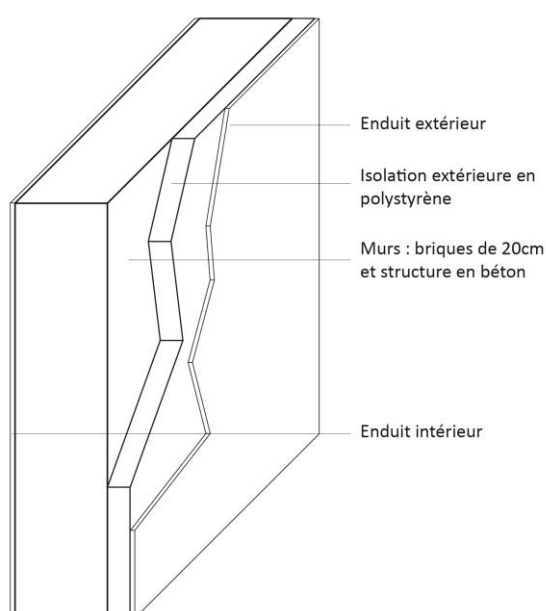 Enduit extérieur
Isolation extérieure en
polystyrène
Murs : briques de 20cm
et structure en béton
Enduit intérieur